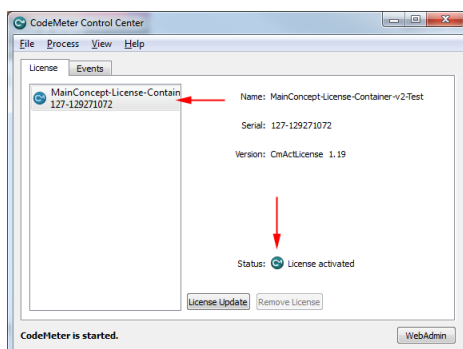 CodeMeter Control Center
File Process View Help
License Events
MainConcept-License-Contain
127-129271072
Name: MainConcept-License-Container-v2-Test
Serial: 127-129271072
Version: CmActLicense 1.19
Status: License activated
License Update Remove License
CodeMeter is started. WebAdmin